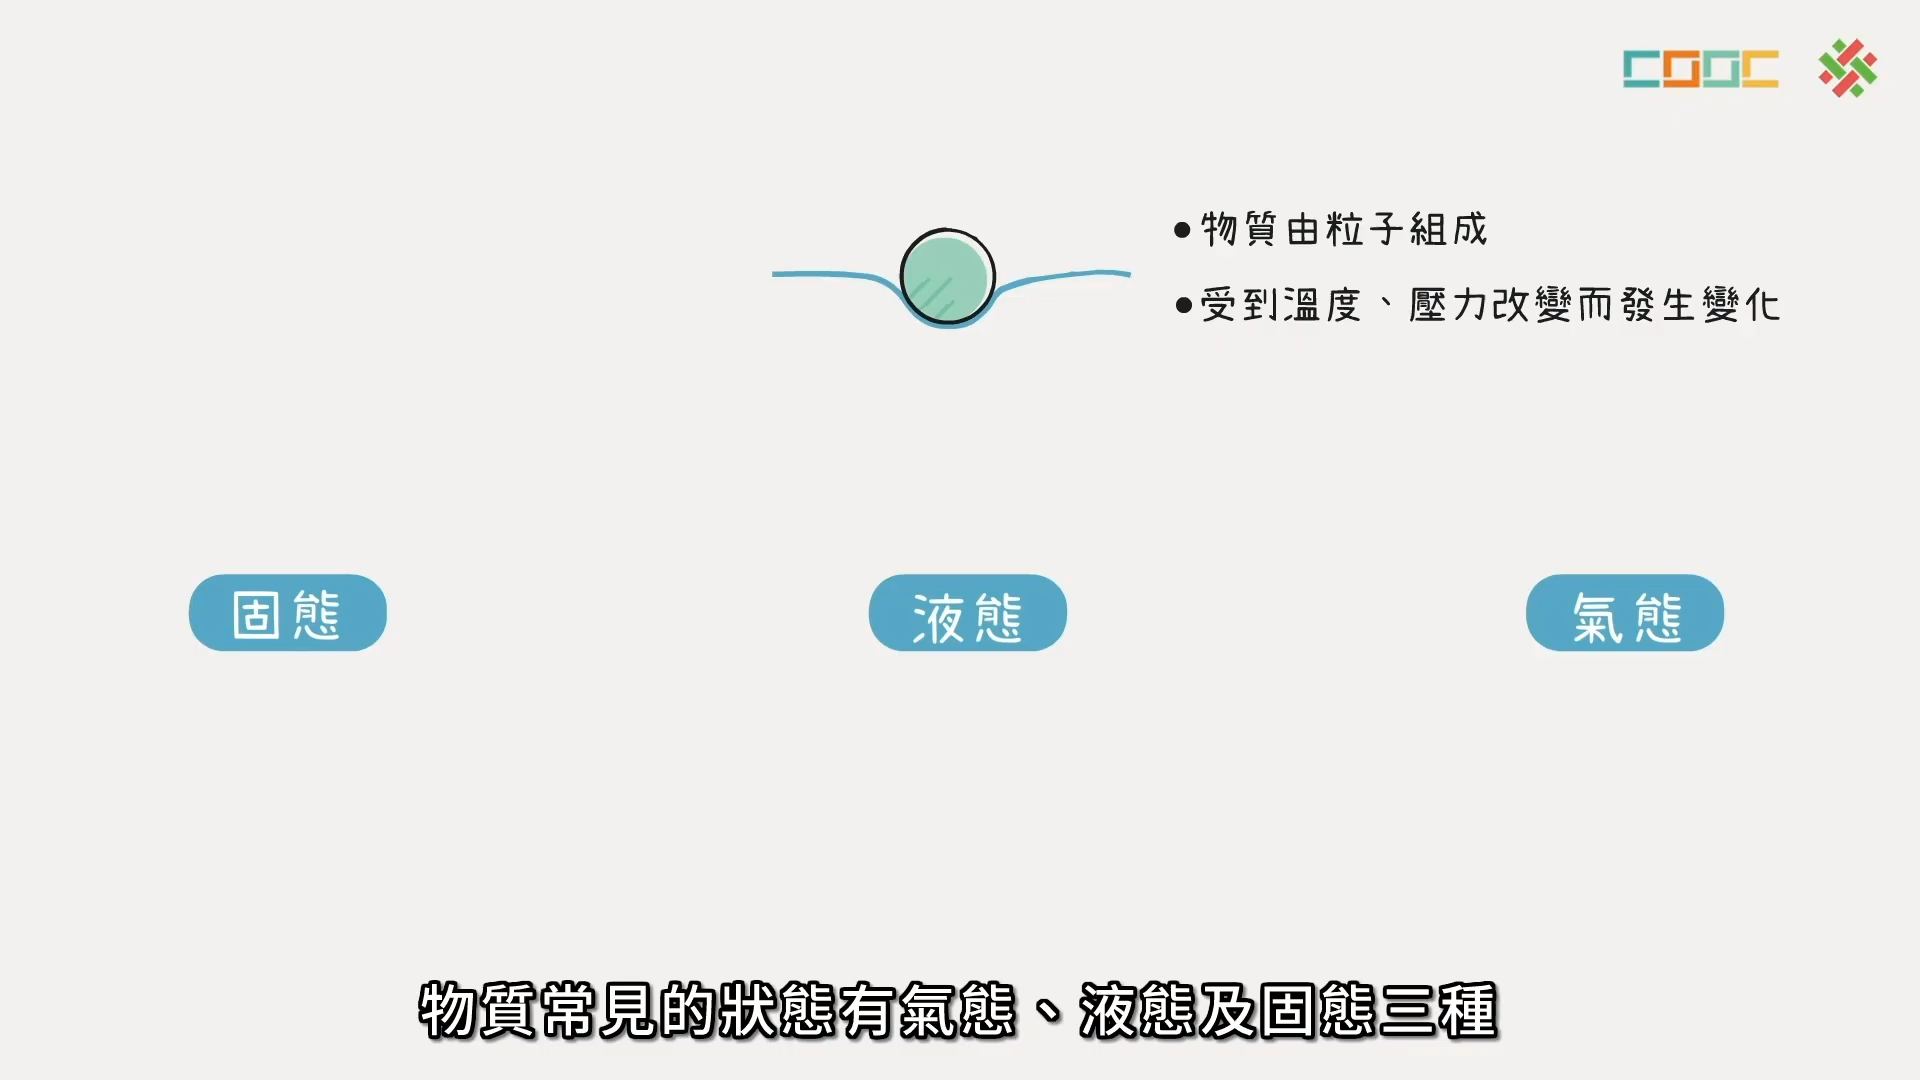 COOC
●物質由粒子組成
●受到溫度、壓力改變而發生變化
固態
液態
氣態
物質常見的狀態有氣態、液態及固態三種